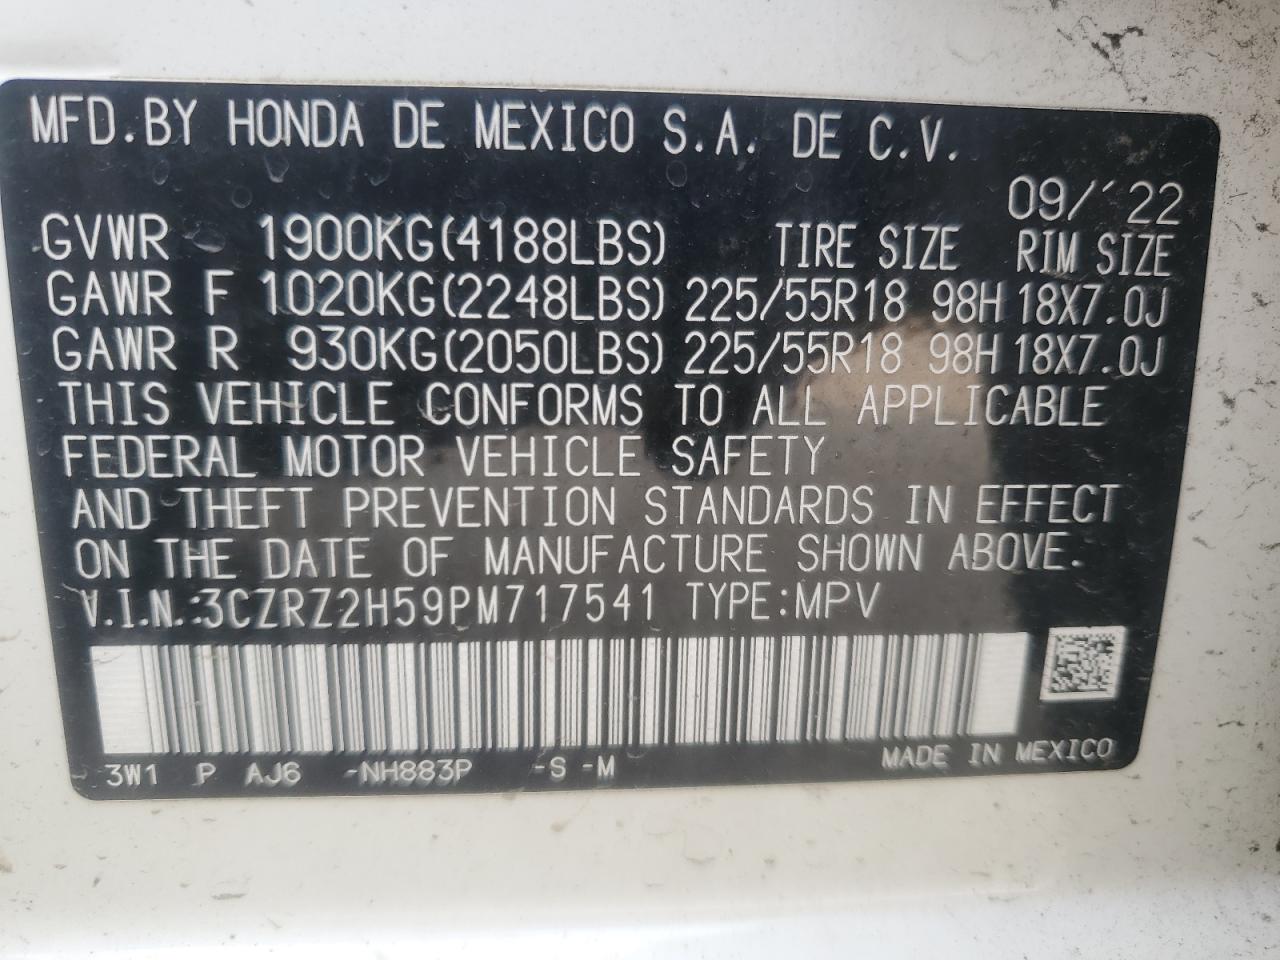 MFD.BY HONDA DE MEXICO S.A. DE C.V.
09/´22
GVWR 1900KG(4188LBS) TIRE SIZE RIM SIZE
GAWR F 1020KG(2248LBS) 225/55R18 98H 18X7.0J
GAWR R 930KG(2050LBS) 225/55R18 98H 18X7.0J
THIS VEHICLE CONFORMS TO ALL APPLICABLE
FEDERAL MOTOR VEHICLE SAFETY
AND THEFT PREVENTION STANDARDS IN EFFECT
ON THE DATE OF MANUFACTURE SHOWN ABOVE.
V.I.N.:3CZRZ2H59PM717541 TYPE:MPV
3W1 P AJ6 -NH883P -S -M MADE IN MEXICO